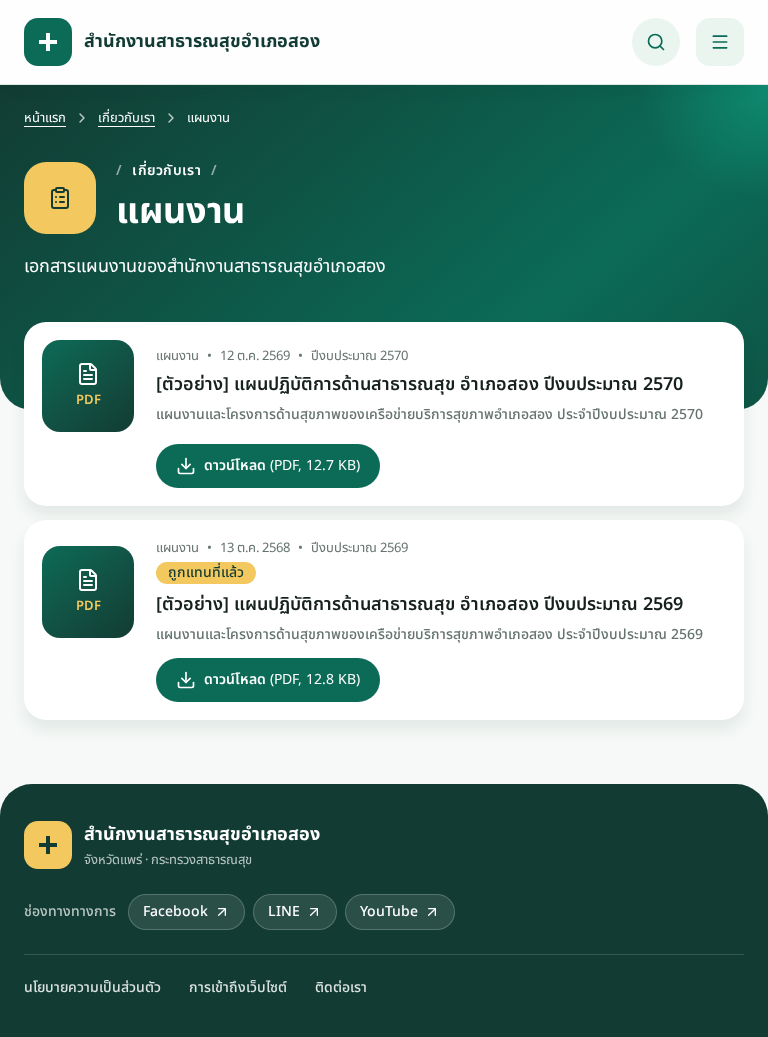 สำนักงานสาธารณสุขอำเภอสอง
หน้าแรก > เกี่ยวกับเรา > แผนงาน
/ เกี่ยวกับเรา /
แผนงาน
เอกสารแผนงานของสำนักงานสาธารณสุขอำเภอสอง
PDF
แผนงาน • 12 ต.ค. 2569 • ปีงบประมาณ 2570
[ตัวอย่าง] แผนปฏิบัติการด้านสาธารณสุข อำเภอสอง ปีงบประมาณ 2570
แผนงานและโครงการด้านสุขภาพของเครือข่ายบริการสุขภาพอำเภอสอง ประจำปีงบประมาณ 2570
ดาวน์โหลด (PDF, 12.7 KB)
PDF
แผนงาน • 13 ต.ค. 2568 • ปีงบประมาณ 2569
ถูกแทนที่แล้ว
[ตัวอย่าง] แผนปฏิบัติการด้านสาธารณสุข อำเภอสอง ปีงบประมาณ 2569
แผนงานและโครงการด้านสุขภาพของเครือข่ายบริการสุขภาพอำเภอสอง ประจำปีงบประมาณ 2569
ดาวน์โหลด (PDF, 12.8 KB)
สำนักงานสาธารณสุขอำเภอสอง
จังหวัดแพร่ · กระทรวงสาธารณสุข
ช่องทางทางการ Facebook LINE YouTube
นโยบายความเป็นส่วนตัว การเข้าถึงเว็บไซต์ ติดต่อเรา